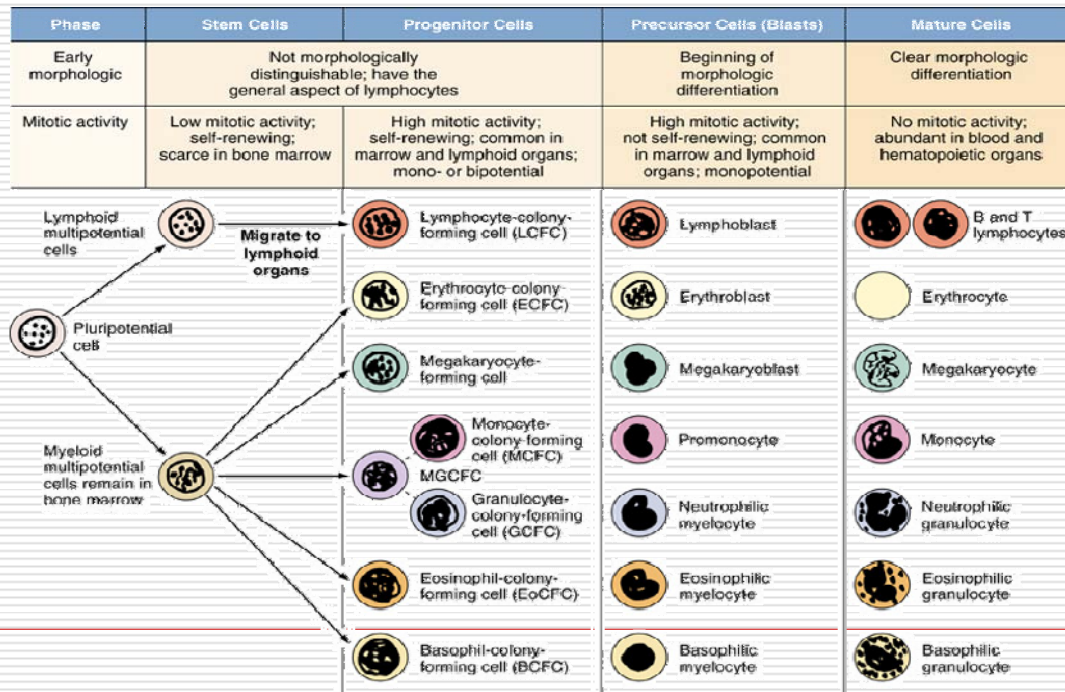 Phase
Stem Cells
Progenitor Cells
Precursor Cells (Blasts)
Mature Cells
Early
morphologic
Not morphologically
distinguishable; have the
general aspect of lymphocytes
Beginning of
morphologic
differentiation
Clear morphologic
differentiation
Mitotic activity
Low mitotic activity;
self-renewing;
scarce in bone marrow
High mitotic activity;
self-renewing; common in
marrow and lymphoid organs;
mono- or bipotential
High mitotic activity;
not self-renewing; common
in marrow and lymphoid
organs; monopotential
No mitotic activity;
abundant in blood and
hematopoietic organs
Lymphoid
multipotential
cells
Migrate to
lymphoid
organs
Lymphocyte-colony-
forming cell (LCFC)
Lymphoblast
B and T
lymphocytes
Erythrocyte-colony-
forming cell (ECFC)
Erythroblast
Erythrocyte
Pluripotential
cell
Megakaryocyte-
forming cell
Megakaryoblast
Megakaryocyte
Monocyte-
colony-forming
cell (MCFC)
Promonocyte
Monocyte
Myeloid
multipotential
cells remain in
bone marrow
MGCFC
Granulocyte-
colony-forming
cell (GCFC)
Neutrophilic
myelocyte
Neutrophilic
granulocyte
Eosinophil-colony-
forming cell (EoCFC)
Eosinophilic
myelocyte
Eosinophilic
granulocyte
Basophil-colony-
forming cell (BCFC)
Basophilic
myelocyte
Basophilic
granulocyte